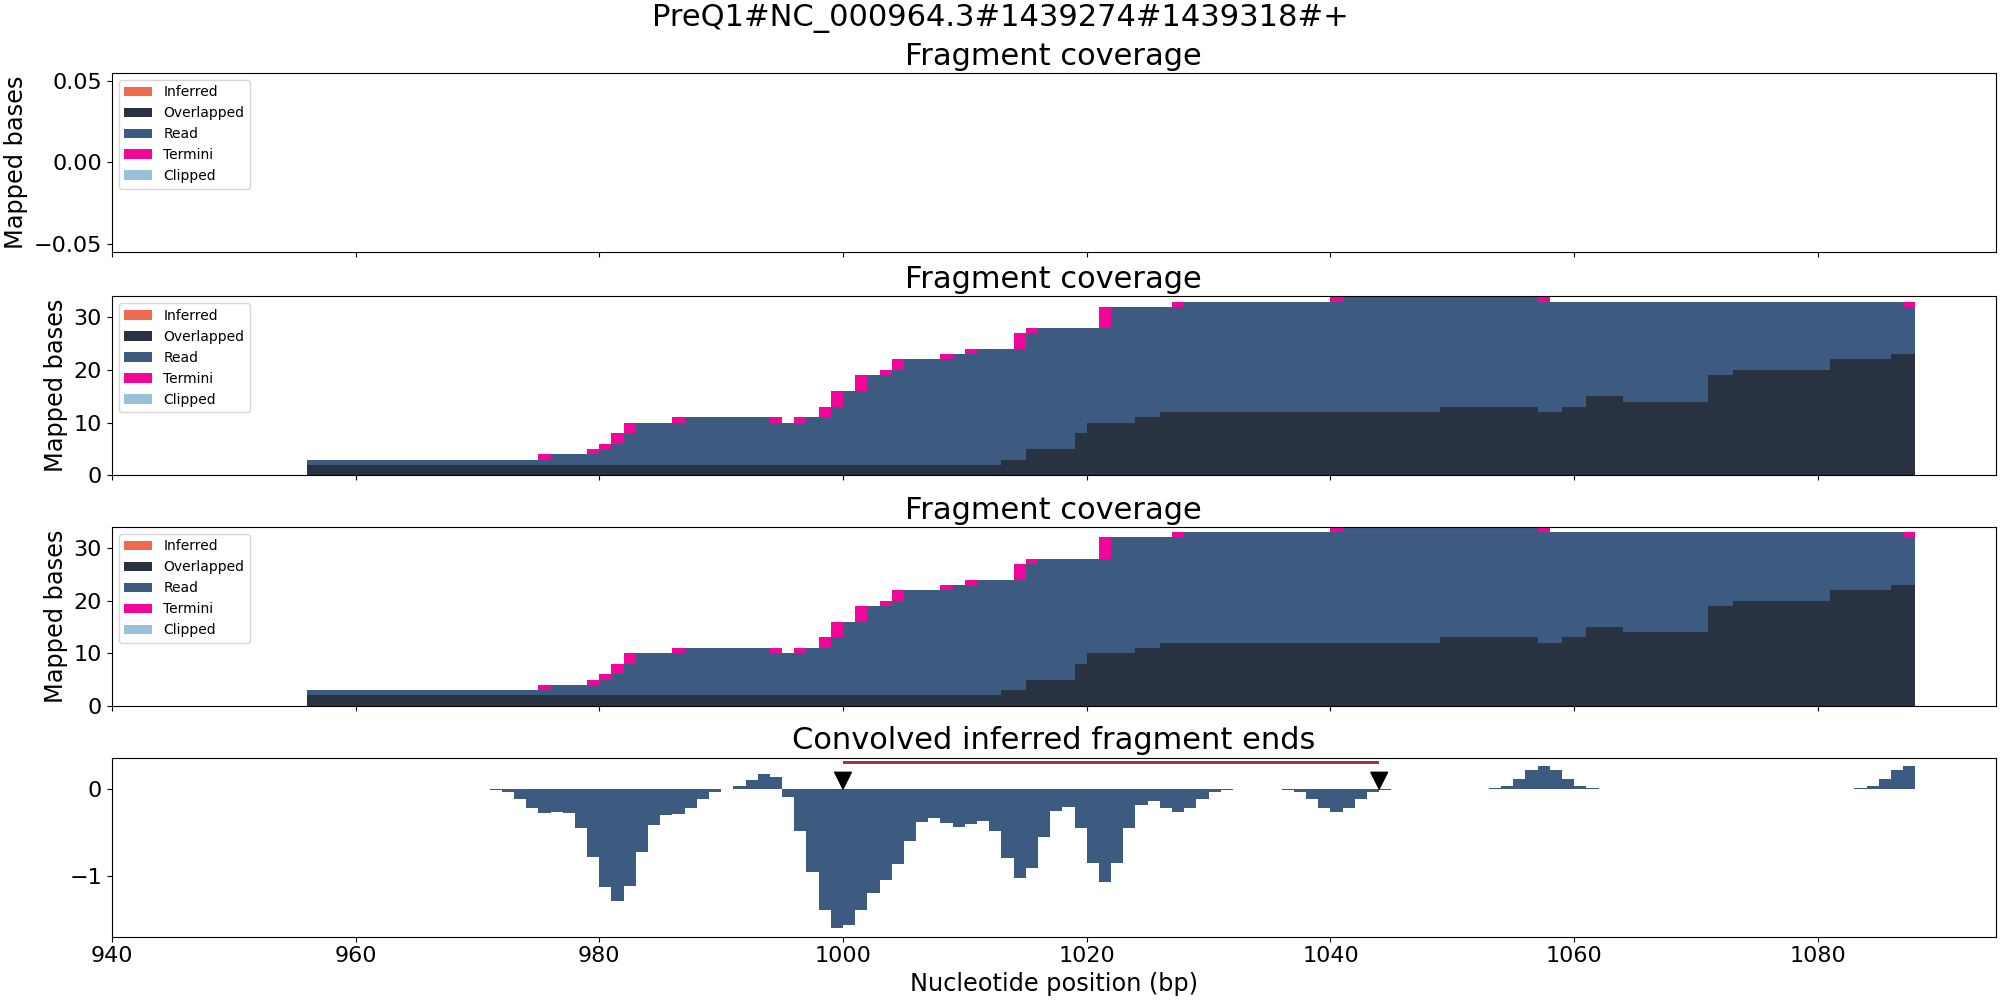 PreQ1#NC_000964.3#1439274#1439318#+
Fragment coverage
Mapped bases
0.05
0.00
−0.05
Inferred
Overlapped
Read
Termini
Clipped
Fragment coverage
Mapped bases
30
20
10
0
Inferred
Overlapped
Read
Termini
Clipped
Fragment coverage
Mapped bases
30
20
10
0
Inferred
Overlapped
Read
Termini
Clipped
Convolved inferred fragment ends
0
−1
940 960 980 1000 1020 1040 1060 1080
Nucleotide position (bp)